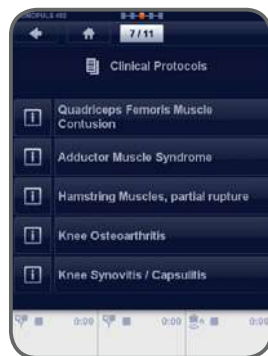 7 / 11
Clinical Protocols
Quadriceps Femoris Muscle
Contusion
Adductor Muscle Syndrome
Hamstring Muscles, partial rupture
Knee Osteoarthritis
Knee Synovitis / Capsulitis
0:00 0:00 0:00